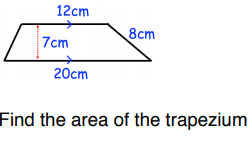 12cm
8cm
7cm
20cm
Find the area of the trapezium